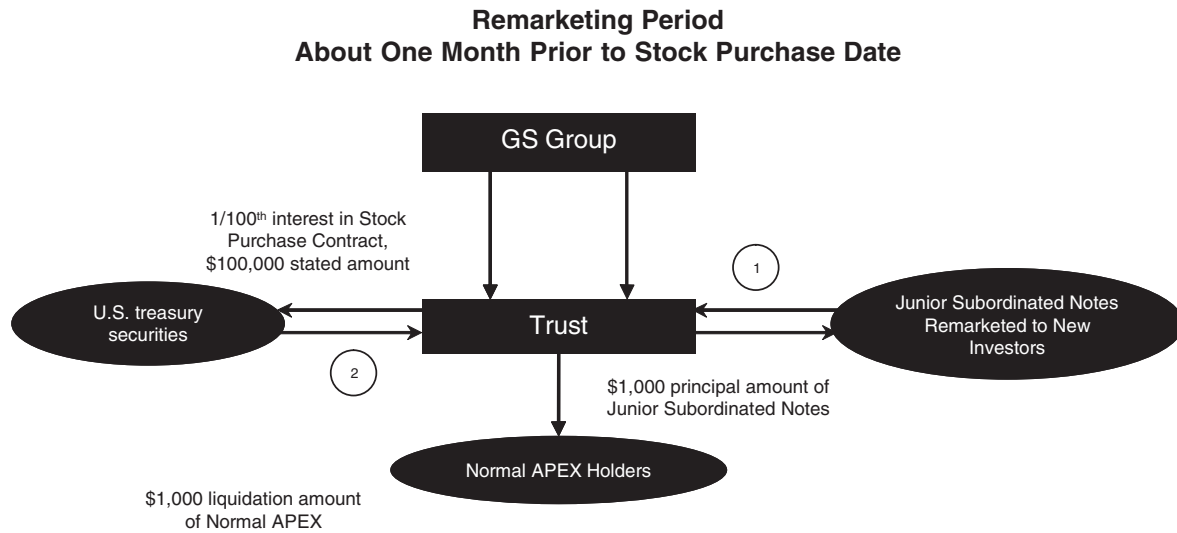 Remarketing Period
About One Month Prior to Stock Purchase Date
GS Group
1/100th interest in Stock
Purchase Contract,
$100,000 stated amount
1
U.S. treasury
securities
Trust
Junior Subordinated Notes
Remarketed to New
Investors
2
$1,000 principal amount of
Junior Subordinated Notes
Normal APEX Holders
$1,000 liquidation amount
of Normal APEX